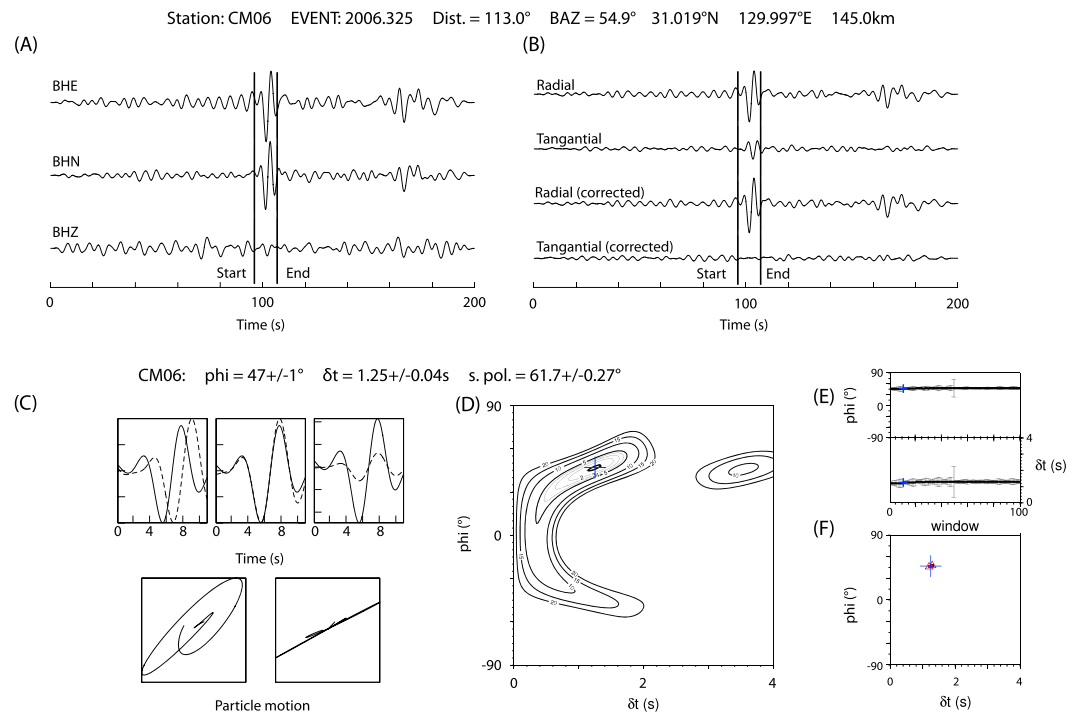 Station: CM06 EVENT: 2006.325 Dist. = 113.0° BAZ = 54.9° 31.019°N 129.997°E 145.0km
(A)
BHE
BHN
BHZ
Start End
0 100 200
Time (s)
(B)
Radial
Tangantial
Radial (corrected)
Tangantial (corrected)
Start End
0 100 200
Time (s)
CM06: phi = 47+/-1° δt = 1.25+/-0.04s s. pol. = 61.7+/-0.27°
(C)
0 4 8 0 4 8 0 4 8
Time (s)
Particle motion
(D)
90
phi (°)
0
-90
0 2 4
δt (s)
(E)
90
phi (°)
0
-90
4
δt (s)
0
0 100
window
(F)
90
phi (°)
0
-90
0 2 4
δt (s)